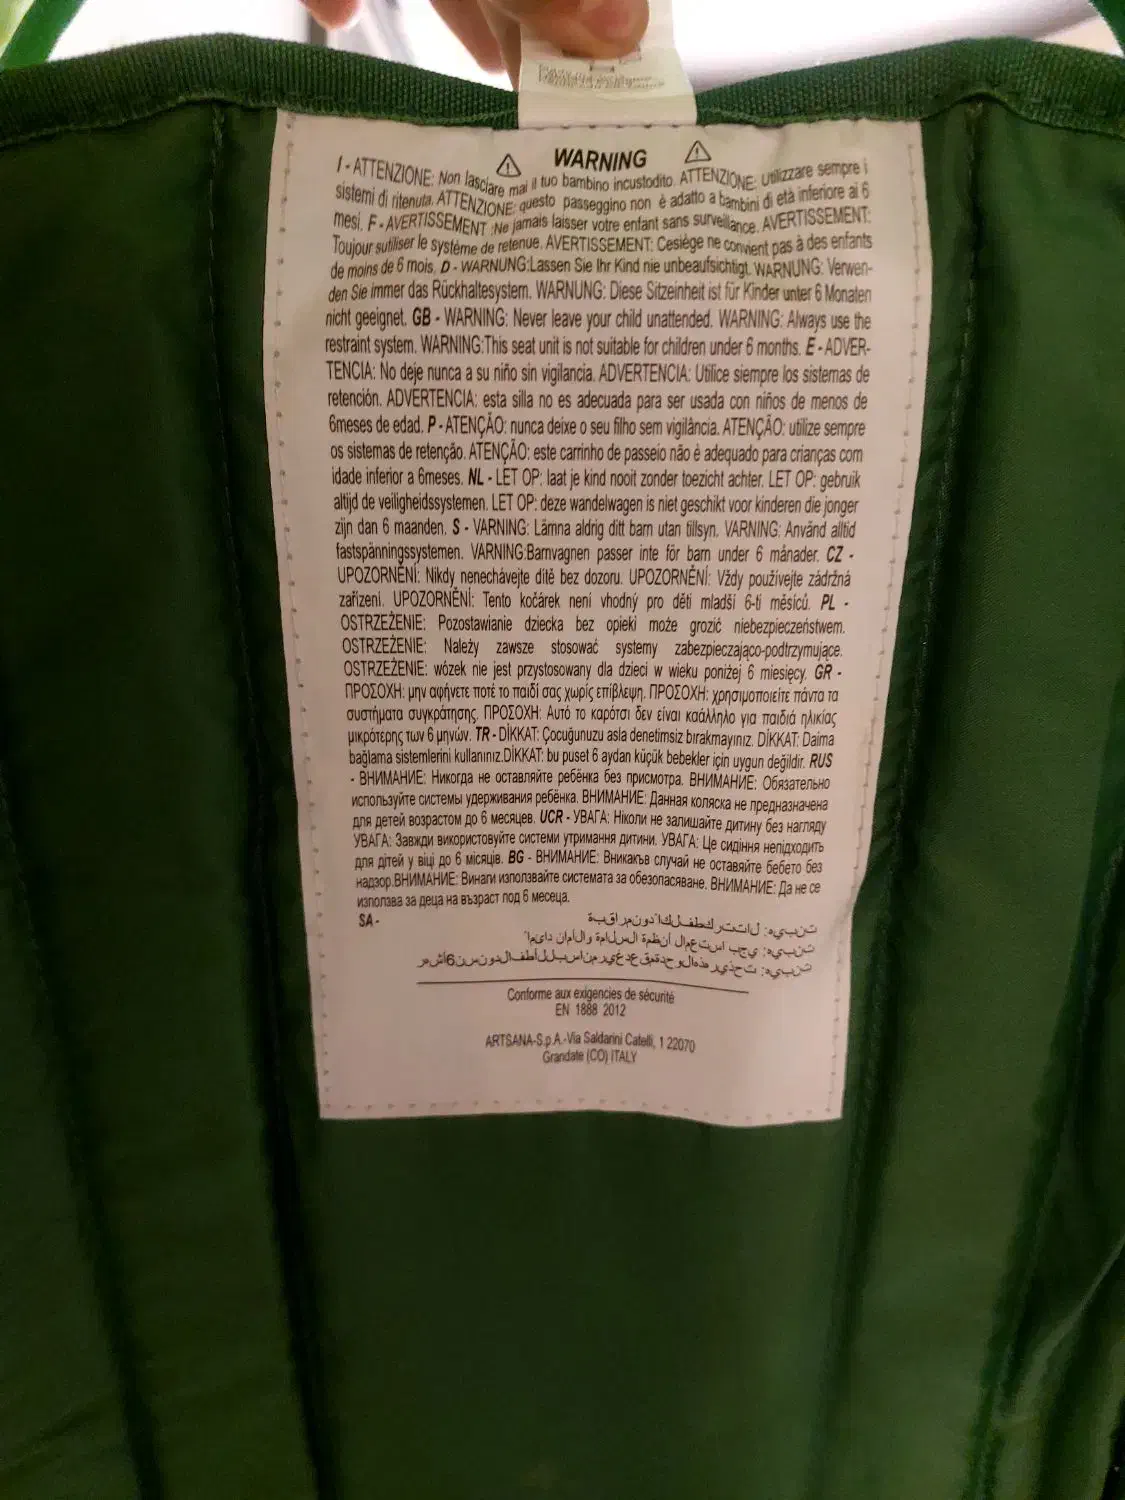 WARNING
I - ATTENZIONE: Non lasciare mai il tuo bambino incustodito. ATTENZIONE: Utilizzare sempre i
sistemi di ritenuta. ATTENZIONE: questo passeggino non è adatto a bambini di età inferiore ai 6
mesi. F - AVERTISSEMENT :Ne jamais laisser votre enfant sans surveillance. AVERTISSEMENT:
Toujour sutiliser le système de retenue. AVERTISSEMENT: Cesiège ne convient pas à des enfants
de moins de 6 mois. D - WARNUNG:Lassen Sie Ihr Kind nie unbeaufsichtigt. WARNUNG: Verwen-
den Sie immer das Rückhaltesystem. WARNUNG: Diese Sitzeinheit ist für Kinder unter 6 Monaten
nicht geeignet. GB - WARNING: Never leave your child unattended. WARNING: Always use the
restraint system. WARNING:This seat unit is not suitable for children under 6 months. E - ADVER-
TENCIA: No deje nunca a su niño sin vigilancia. ADVERTENCIA: Utilice siempre los sistemas de
retención. ADVERTENCIA: esta silla no es adecuada para ser usada con niños de menos de
6meses de edad. P - ATENÇÃO: nunca deixe o seu filho sem vigilância. ATENÇÃO: utilize sempre
os sistemas de retenção. ATENÇÃO: este carrinho de passeio não è adequado para crianças com
idade inferior a 6meses. NL - LET OP: laat je kind nooit zonder toezicht achter. LET OP: gebruik
altijd de veiligheidssystemen. LET OP: deze wandelwagen is niet geschikt voor kinderen die jonger
zijn dan 6 maanden. S - VARNING: Lämna aldrig ditt barn utan tillsyn. VARNING: Använd alltid
fastspänningssystemen. VARNING:Barnvagnen passer inte för barn under 6 månader. CZ -
UPOZORNĚNÍ: Nikdy nenechávejte dítě bez dozoru. UPOZORNĚNÍ: Vždy používejte zádržná
zařízení. UPOZORNĚNÍ: Tento kočárek není vhodný pro děti mladší 6-ti měsíců. PL -
OSTRZEŻENIE: Pozostawianie dziecka bez opieki może grozić niebezpieczeństwem.
OSTRZEŻENIE: Należy zawsze stosować systemy zabezpieczająco-podtrzymujące.
OSTRZEŻENIE: wózek nie jest przystosowany dla dzieci w wieku poniżej 6 miesięcy. GR -
ΠΡΟΣΟΧΗ: μην αφήνετε ποτέ το παιδί σας χωρίς επίβλεψη. ΠΡΟΣΟΧΗ: χρησιμοποιείτε πάντα τα
συστήματα συγκράτησης. ΠΡΟΣΟΧΗ: Αυτό το καρότσι δεν είναι καάλληλο για παιδιά ηλικίας
μικρότερης των 6 μηνών. TR - DİKKAT: Çocuğunuzu asla denetimsiz bırakmayınız. DİKKAT: Daima
bağlama sistemlerini kullanınız.DİKKAT: bu puset 6 aydan küçük bebekler için uygun değildir. RUS
- ВНИМАНИЕ: Никогда не оставляйте ребёнка без присмотра. ВНИМАНИЕ: Обязательно
используйте системы удерживания ребёнка. ВНИМАНИЕ: Данная коляска не предназначена
для детей возрастом до 6 месяцев. UCR - УВАГА: Ніколи не залишайте дитину без нагляду
УВАГА: Завжди використовуйте системи утримання дитини. УВАГА: Це сидіння непідходить
для дітей у віці до 6 місяців. BG - ВНИМАНИЕ: Вникакъв случай не оставяйте бебето без
надзор.ВНИМАНИЕ: Винаги използвайте системата за обезопасяване. ВНИМАНИЕ: Да не се
използва за деца на възраст под 6 месеца.
SA - تنبيه: لاتتركطفلك أبدًادونمراقبة
تنبيه: يجب استعمال أنظمة السلامة والأمان دائماً
تنبيه:
Conforme aux exigencies de sécurité
EN 1888 2012
ARTSANA-S.p.A.-Via Saldarini Catelli, 1 22070
Grandate (CO) ITALY